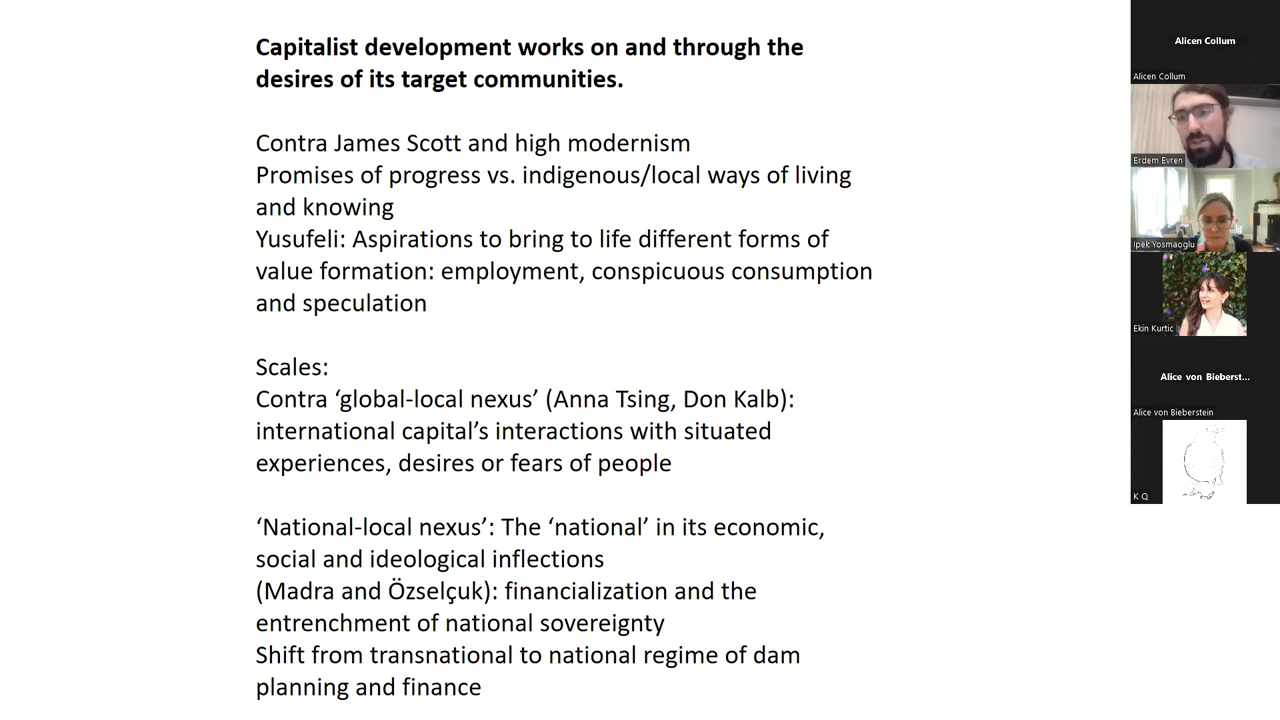 Capitalist development works on and through the
desires of its target communities.
Contra James Scott and high modernism
Promises of progress vs. indigenous/local ways of living
and knowing
Yusufeli: Aspirations to bring to life different forms of
value formation: employment, conspicuous consumption
and speculation
Scales:
Contra ‘global-local nexus’ (Anna Tsing, Don Kalb):
international capital’s interactions with situated
experiences, desires or fears of people
‘National-local nexus’: The ‘national’ in its economic,
social and ideological inflections
(Madra and Özselçuk): financialization and the
entrenchment of national sovereignty
Shift from transnational to national regime of dam
planning and finance
Alicen Collum
Alicen Collum
Erdem Evren
Ipek Yosmaoglu
Ekin Kurtic
Alice von Bieberst...
Alice von Bieberstein
K Q